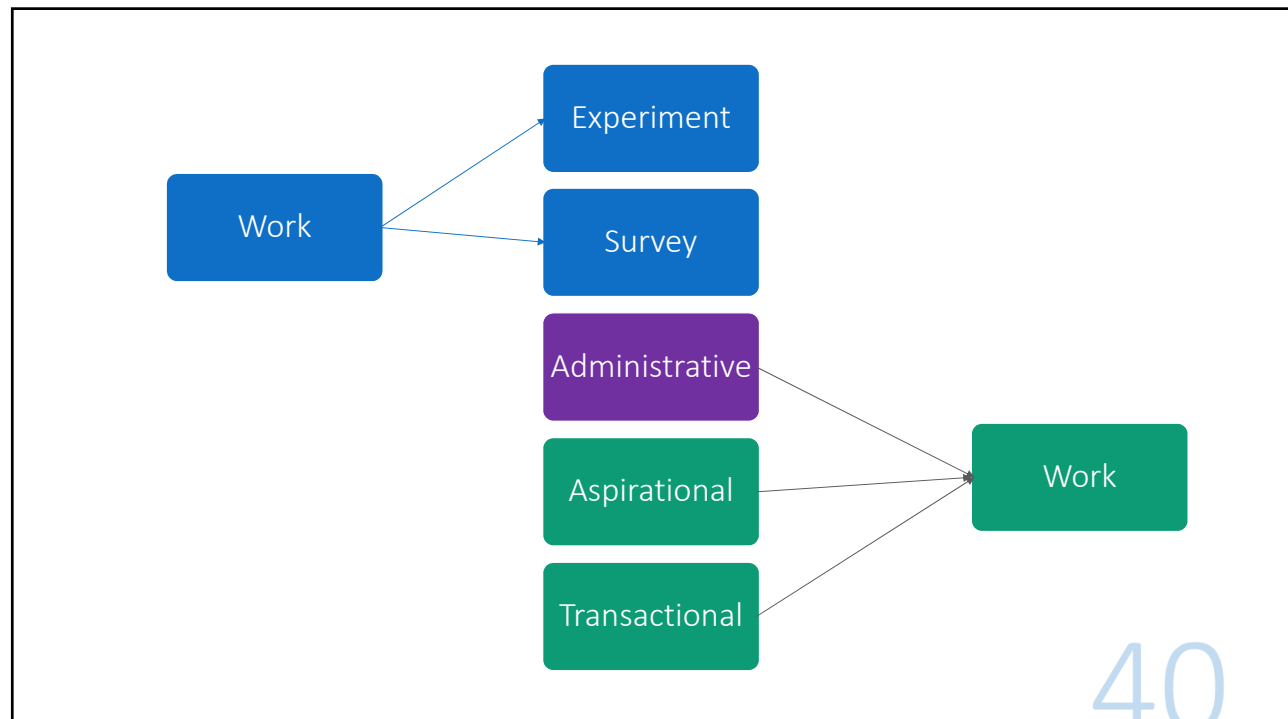 Experiment
Work
Survey
Administrative
Aspirational
Work
Transactional
40